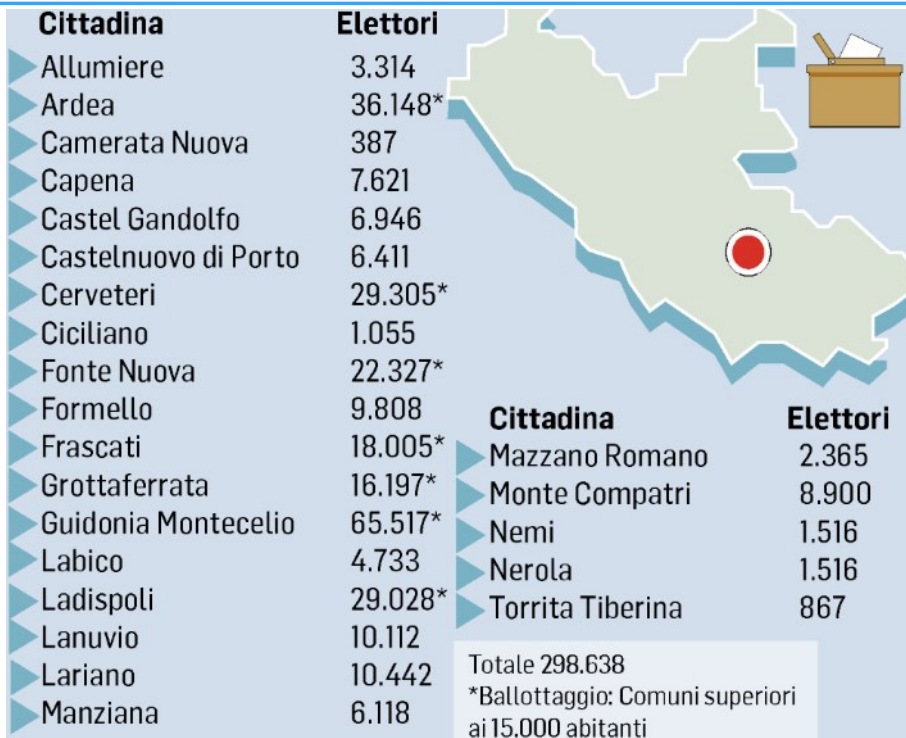 Cittadina Elettori
Allumiere 3.314
Ardea 36.148*
Camerata Nuova 387
Capena 7.621
Castel Gandolfo 6.946
Castelnuovo di Porto 6.411
Cerveteri 29.305*
Ciciliano 1.055
Fonte Nuova 22.327*
Formello 9.808
Frascati 18.005*
Grottaferrata 16.197*
Guidonia Montecelio 65.517*
Labico 4.733
Ladispoli 29.028*
Lanuvio 10.112
Lariano 10.442
Manziana 6.118
Cittadina Elettori
Mazzano Romano 2.365
Monte Compatri 8.900
Nemi 1.516
Nerola 1.516
Torrita Tiberina 867
Totale 298.638
*Ballottaggio: Comuni superiori
ai 15.000 abitanti